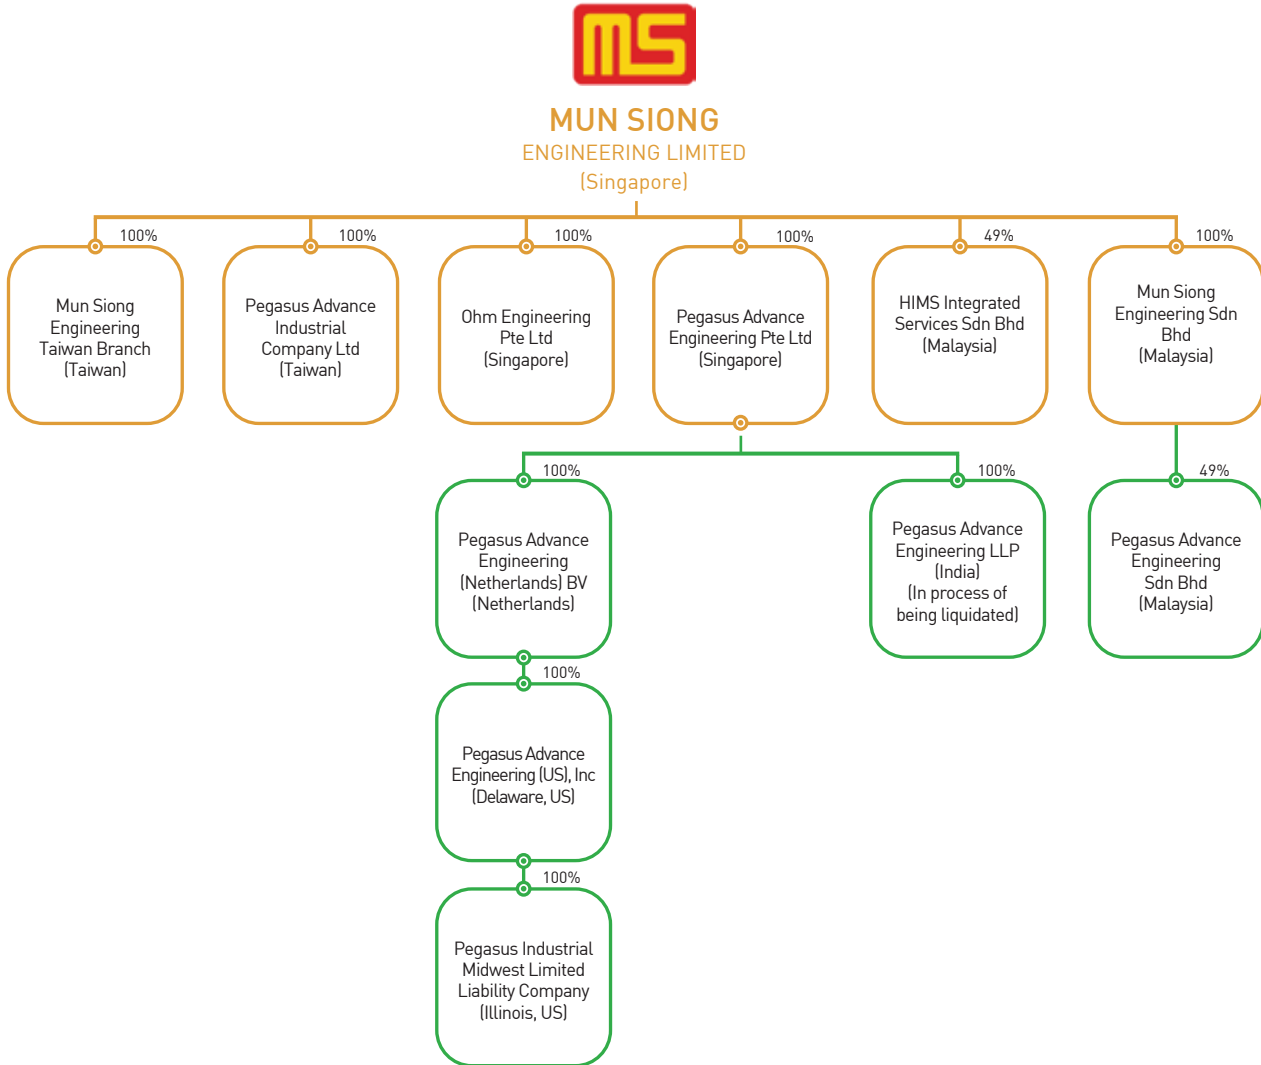 MS
MUN SIONG
ENGINEERING LIMITED
(Singapore)
100%
100%
100%
100%
49%
100%
Mun Siong
Engineering
Taiwan Branch
(Taiwan)
Pegasus Advance
Industrial
Company Ltd
(Taiwan)
Ohm Engineering
Pte Ltd
(Singapore)
Pegasus Advance
Engineering Pte Ltd
(Singapore)
HIMS Integrated
Services Sdn Bhd
(Malaysia)
Mun Siong
Engineering Sdn
Bhd
(Malaysia)
100%
100%
49%
Pegasus Advance
Engineering
(Netherlands) BV
(Netherlands)
Pegasus Advance
Engineering LLP
(India)
(In process of
being liquidated)
Pegasus Advance
Engineering
Sdn Bhd
(Malaysia)
100%
Pegasus Advance
Engineering (US), Inc
(Delaware, US)
100%
Pegasus Industrial
Midwest Limited
Liability Company
(Illinois, US)